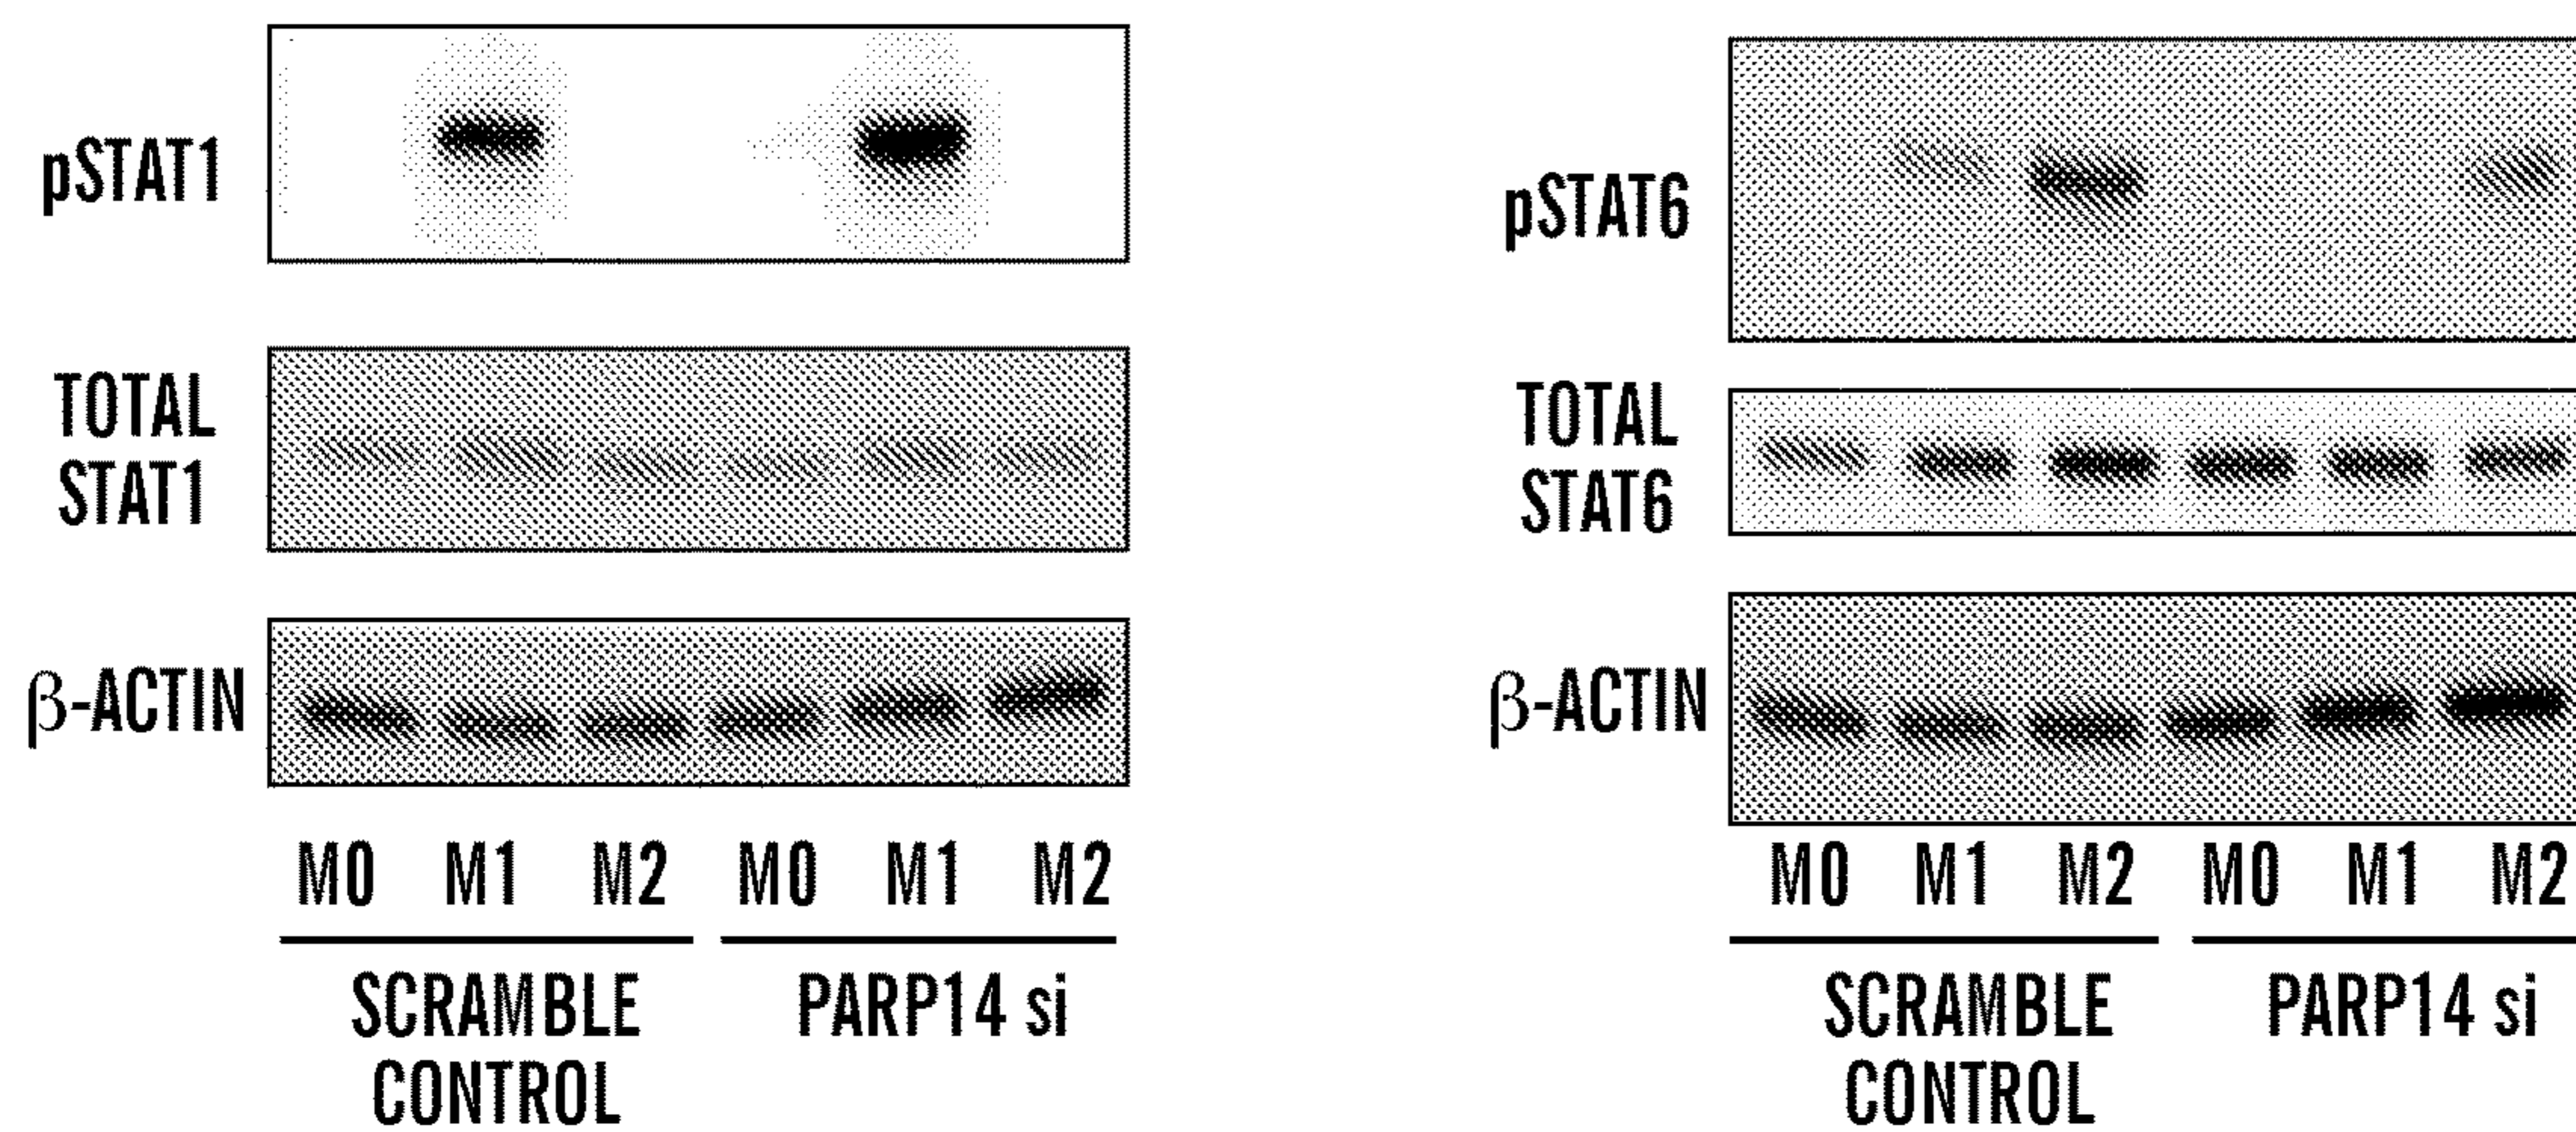 pSTAT1
TOTAL
STAT1
β-ACTIN
M0 M1 M2 M0 M1 M2
SCRAMBLE
CONTROL
PARP14 si
pSTAT6
TOTAL
STAT6
β-ACTIN
M0 M1 M2 M0 M1 M2
SCRAMBLE
CONTROL
PARP14 si